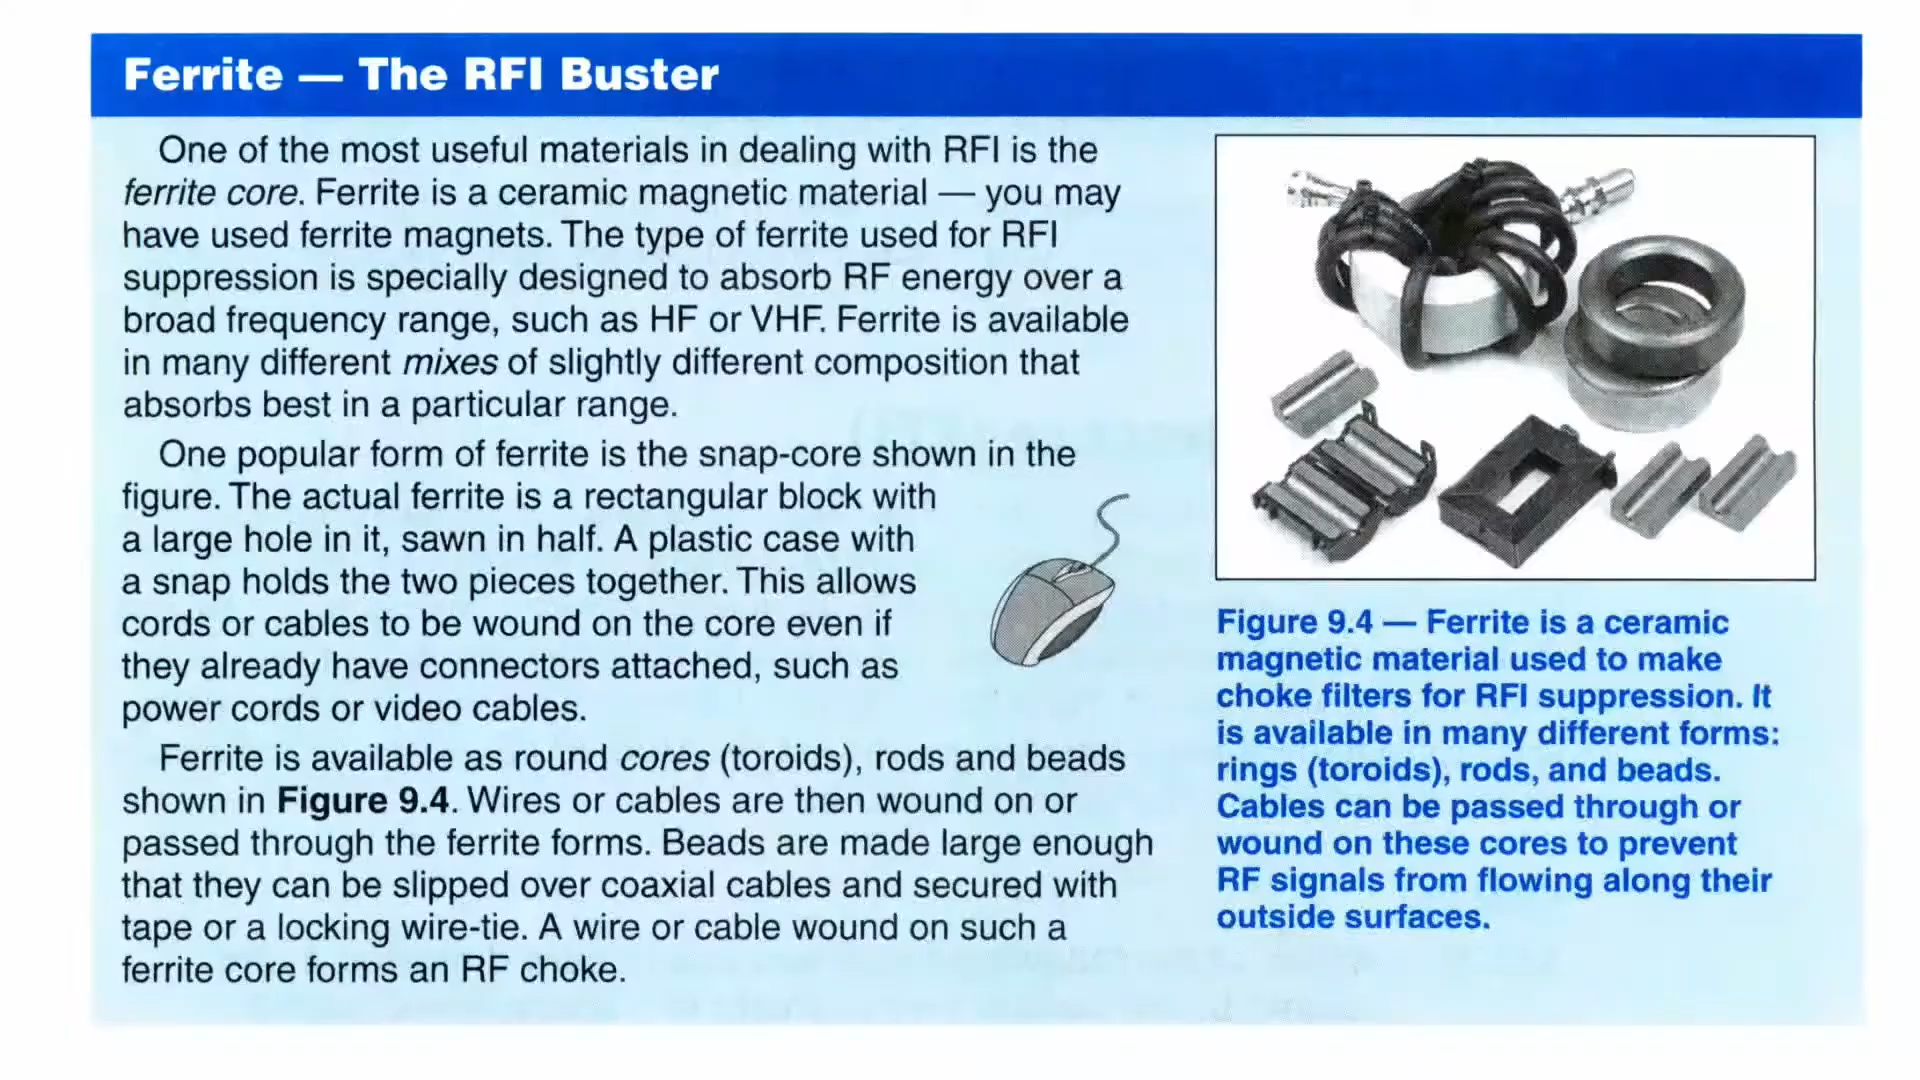 Ferrite — The RFI Buster
One of the most useful materials in dealing with RFI is the
ferrite core. Ferrite is a ceramic magnetic material — you may
have used ferrite magnets. The type of ferrite used for RFI
suppression is specially designed to absorb RF energy over a
broad frequency range, such as HF or VHF. Ferrite is available
in many different mixes of slightly different composition that
absorbs best in a particular range.
One popular form of ferrite is the snap-core shown in the
figure. The actual ferrite is a rectangular block with
a large hole in it, sawn in half. A plastic case with
a snap holds the two pieces together. This allows
cords or cables to be wound on the core even if
they already have connectors attached, such as
power cords or video cables.
Ferrite is available as round cores (toroids), rods and beads
shown in Figure 9.4. Wires or cables are then wound on or
passed through the ferrite forms. Beads are made large enough
that they can be slipped over coaxial cables and secured with
tape or a locking wire-tie. A wire or cable wound on such a
ferrite core forms an RF choke.
Figure 9.4 — Ferrite is a ceramic
magnetic material used to make
choke filters for RFI suppression. It
is available in many different forms:
rings (toroids), rods, and beads.
Cables can be passed through or
wound on these cores to prevent
RF signals from flowing along their
outside surfaces.